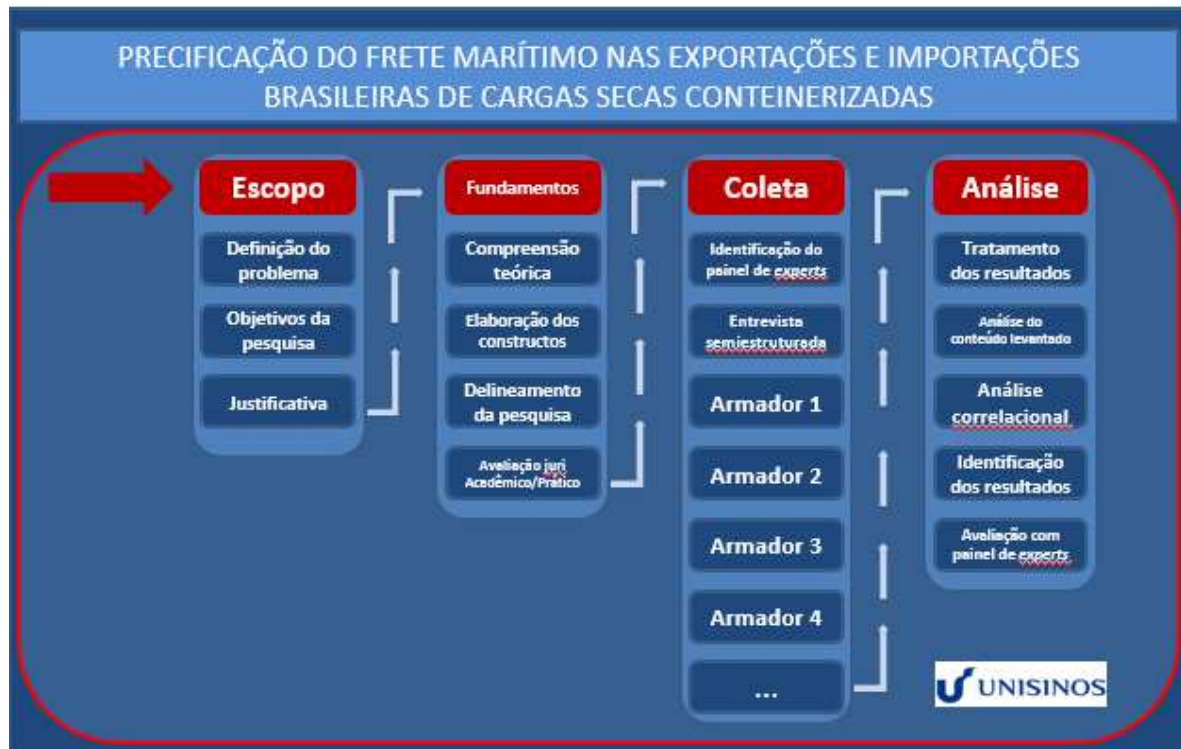 PRECIFICAÇÃO DO FRETE MARÍTIMO NAS EXPORTAÇÕES E IMPORTAÇÕES
BRASILEIRAS DE CARGAS SECAS CONTEINERIZADAS
Escopo
Definição do
problema
Objetivos da
pesquisa
Justificativa
Fundamentos
Compreensão
teórica
Elaboração dos
constructos
Delineamento
da pesquisa
Avaliação juri
Acadêmico/Prático
Coleta
Identificação do
painel de experts
Entrevista
semiestruturada
Armador 1
Armador 2
Armador 3
Armador 4
...
Análise
Tratamento
dos resultados
Análise do
conteúdo levantado
Análise
correlacional
Identificação
dos resultados
Avaliação com
painel de experts
UNISINOS